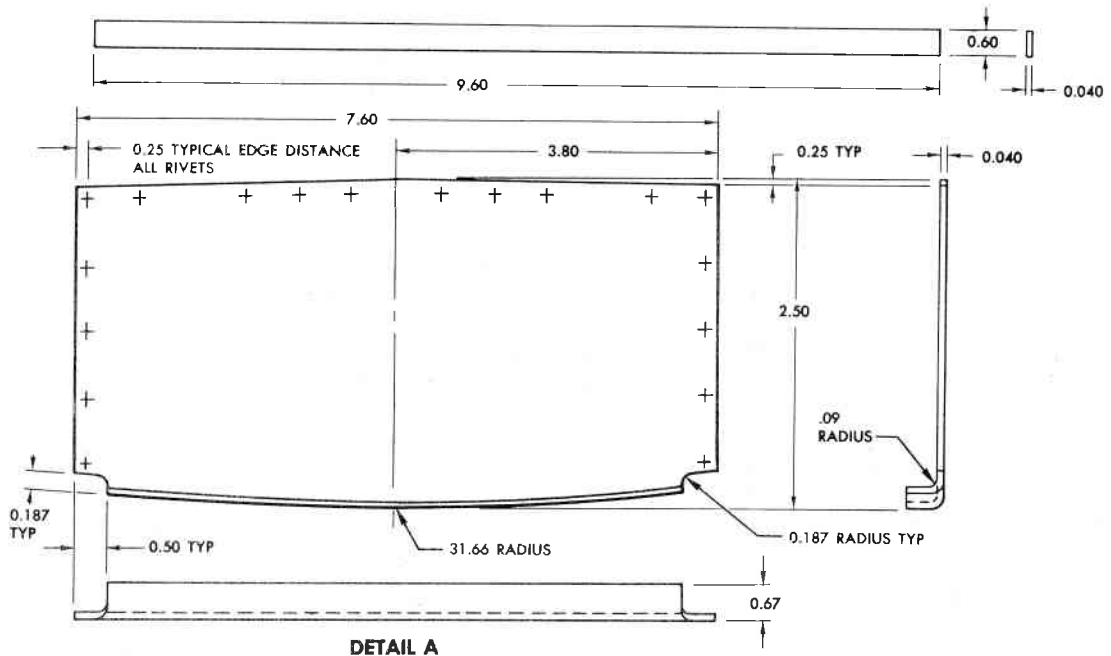 0.60
9.60
0.040
7.60
0.25 TYPICAL EDGE DISTANCE
ALL RIVETS
3.80
0.25 TYP
0.040
2.50
.09
RADIUS
0.187
TYP
0.50 TYP
31.66 RADIUS
0.187 RADIUS TYP
0.67
DETAIL A